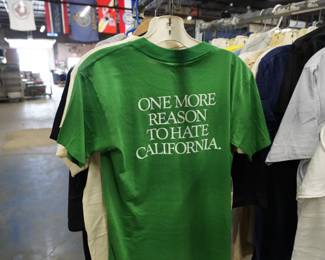 ONE MORE
REASON
TO HATE
CALIFORNIA.